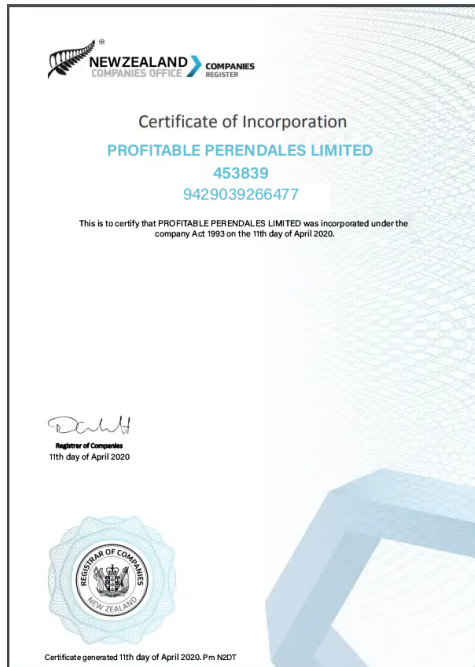 ®
NEWZEALAND
COMPANIES OFFICE
COMPANIES
REGISTER
Certificate of Incorporation
PROFITABLE PERENDALES LIMITED
453839
9429039266477
This is to certify that PROFITABLE PERENDALES LIMITED was incorporated under the
company Act 1993 on the 11th day of April 2020.
Registrar of Companies
11th day of April 2020
REGISTRAR OF COMPANIES
NEW ZEALAND
Certificate generated 11th day of April 2020. Pm N2DT